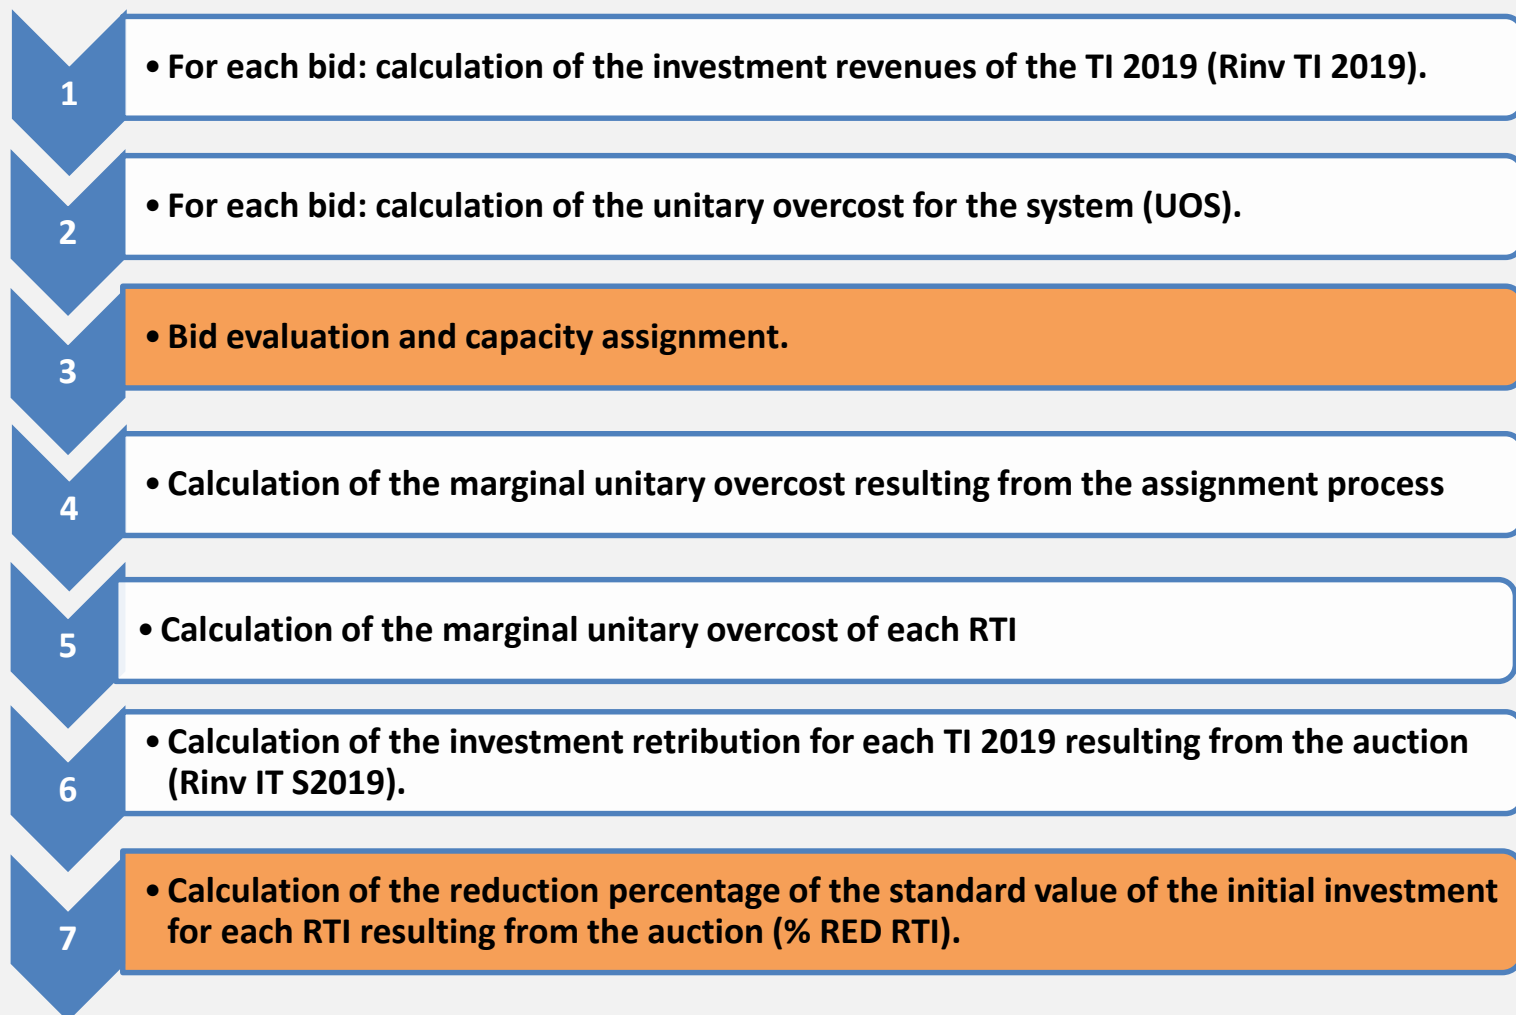 1
• For each bid: calculation of the investment revenues of the TI 2019 (Rinv TI 2019).
2
• For each bid: calculation of the unitary overcost for the system (UOS).
3
• Bid evaluation and capacity assignment.
4
• Calculation of the marginal unitary overcost resulting from the assignment process
5
• Calculation of the marginal unitary overcost of each RTI
6
• Calculation of the investment retribution for each TI 2019 resulting from the auction
(Rinv IT S2019).
7
• Calculation of the reduction percentage of the standard value of the initial investment
for each RTI resulting from the auction (% RED RTI).